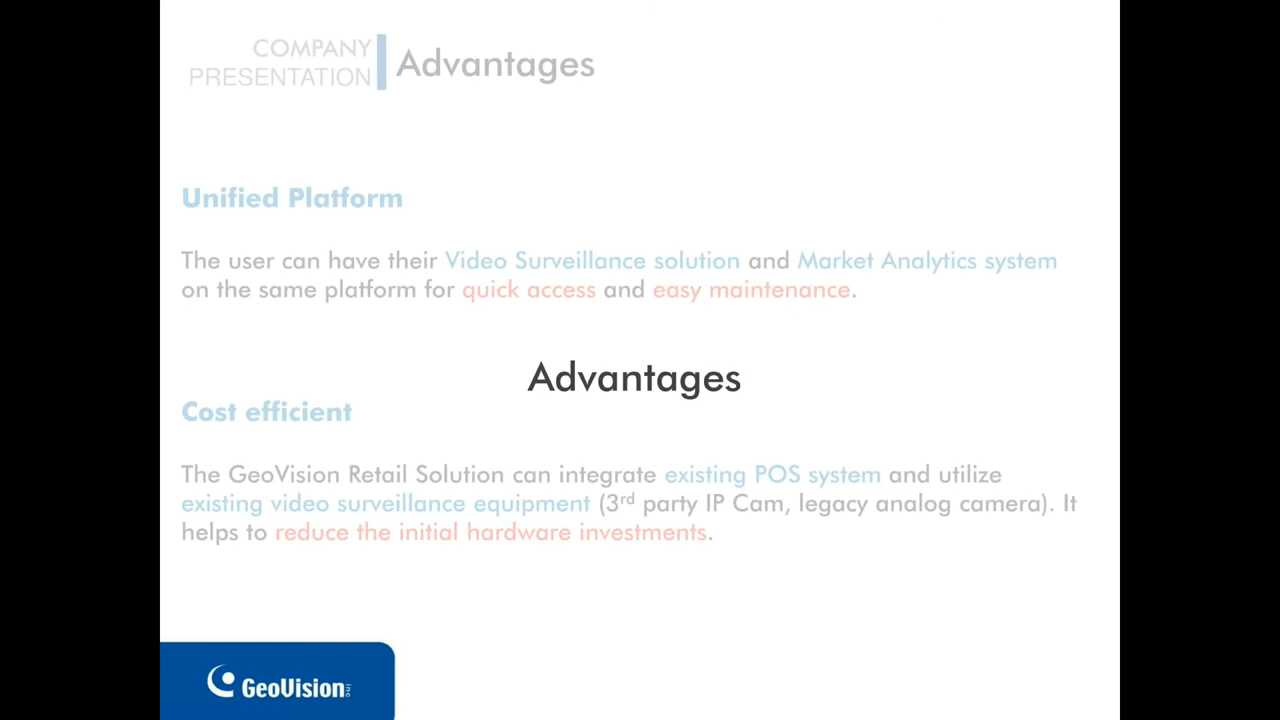 COMPANY
PRESENTATION
Advantages
Unified Platform
The user can have their Video Surveillance solution and Market Analytics system
on the same platform for quick access and easy maintenance.
Advantages
Cost efficient
The GeoVision Retail Solution can integrate existing POS system and utilize
existing video surveillance equipment (3rd party IP Cam, legacy analog camera). It
helps to reduce the initial hardware investments.
GeoVision inc